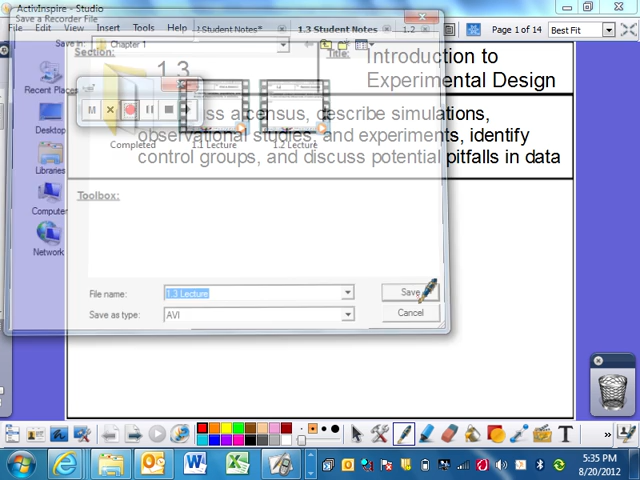 ActivInspire - Studio
Save a Recorder File
File Edit View Insert Tools
Student Notes*
1.3 Student Notes
1.2
Page 1 of 14
Best Fit
Save in: Chapter 1
Section:
1.3
Title:
Introduction to
Experimental Design
Recent Places
Desktop
Libraries
Computer
Network
ss a census, describe simulations,
observational studies, and experiments, identify
control groups, and discuss potential pitfalls in data
Completed
1.1 Lecture
1.2 Lecture
Toolbox:
File name: 1.3 Lecture
Save
Save as type: AVI
Cancel
5:35 PM
8/20/2012